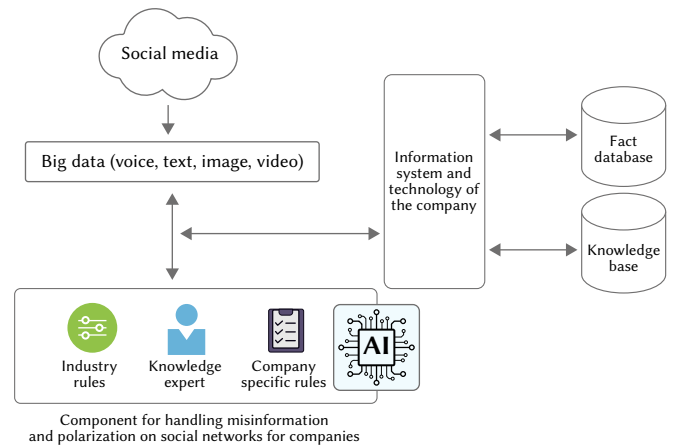 Social media
Big data (voice, text, image, video)
Information
system and
technology of
the company
Fact
database
Knowledge
base
Industry
rules
Knowledge
expert
Company
specific rules
AI
Component for handling misinformation
and polarization on social networks for companies